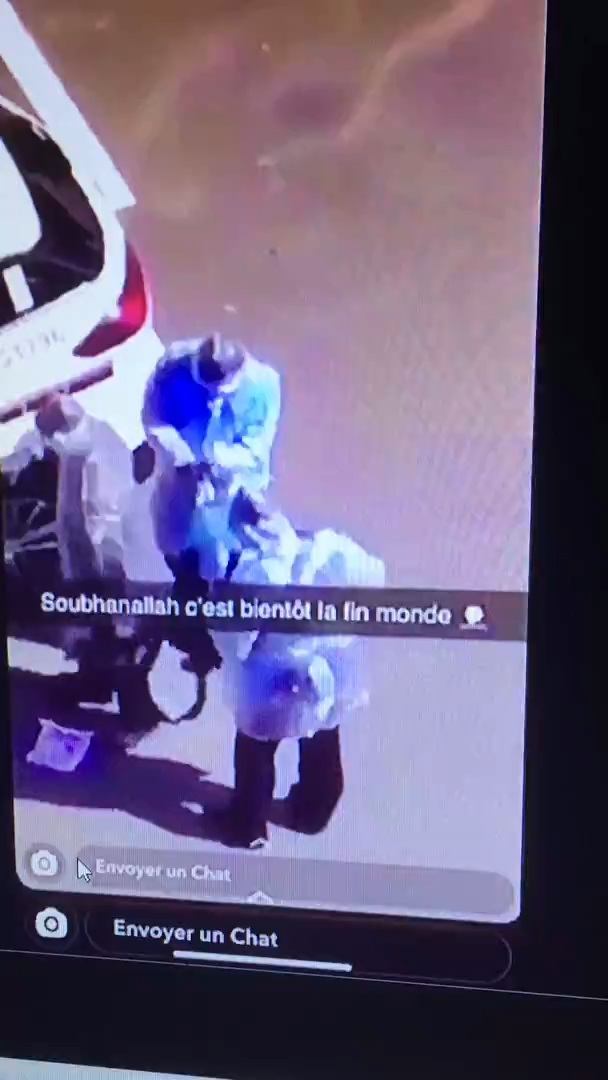 Soubhanallah c'est bientôt la fin monde
Envoyer un Chat
Envoyer un Chat